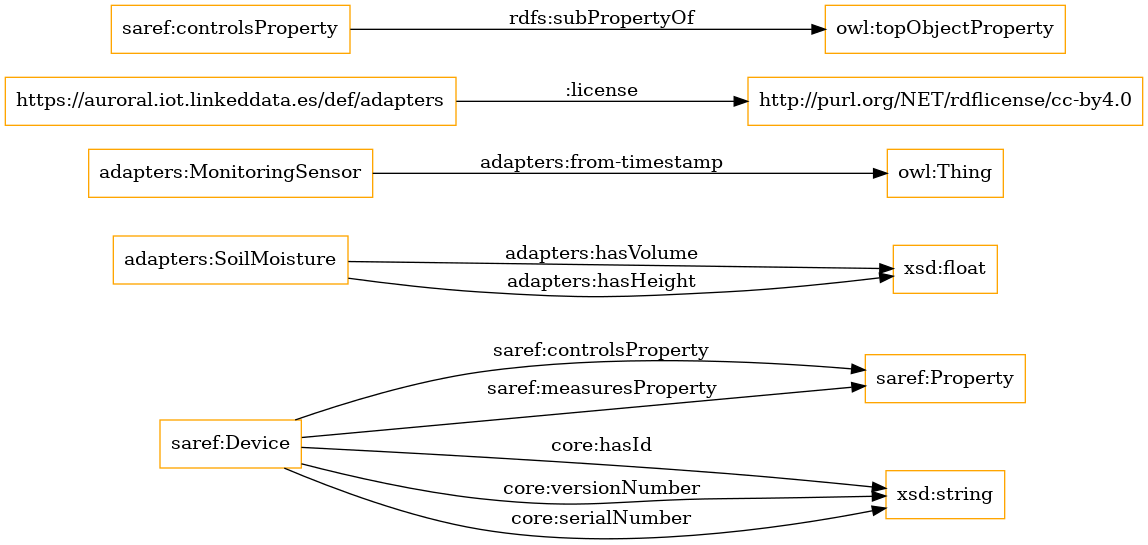 saref:controlsProperty
rdfs:subPropertyOf
owl:topObjectProperty
https://auroral.iot.linkeddata.es/def/adapters
:license
http://purl.org/NET/rdflicense/cc-by4.0
adapters:MonitoringSensor
adapters:from-timestamp
owl:Thing
adapters:SoilMoisture
adapters:hasVolume
adapters:hasHeight
xsd:float
saref:Device
saref:controlsProperty
saref:measuresProperty
saref:Property
core:hasId
core:versionNumber
core:serialNumber
xsd:string